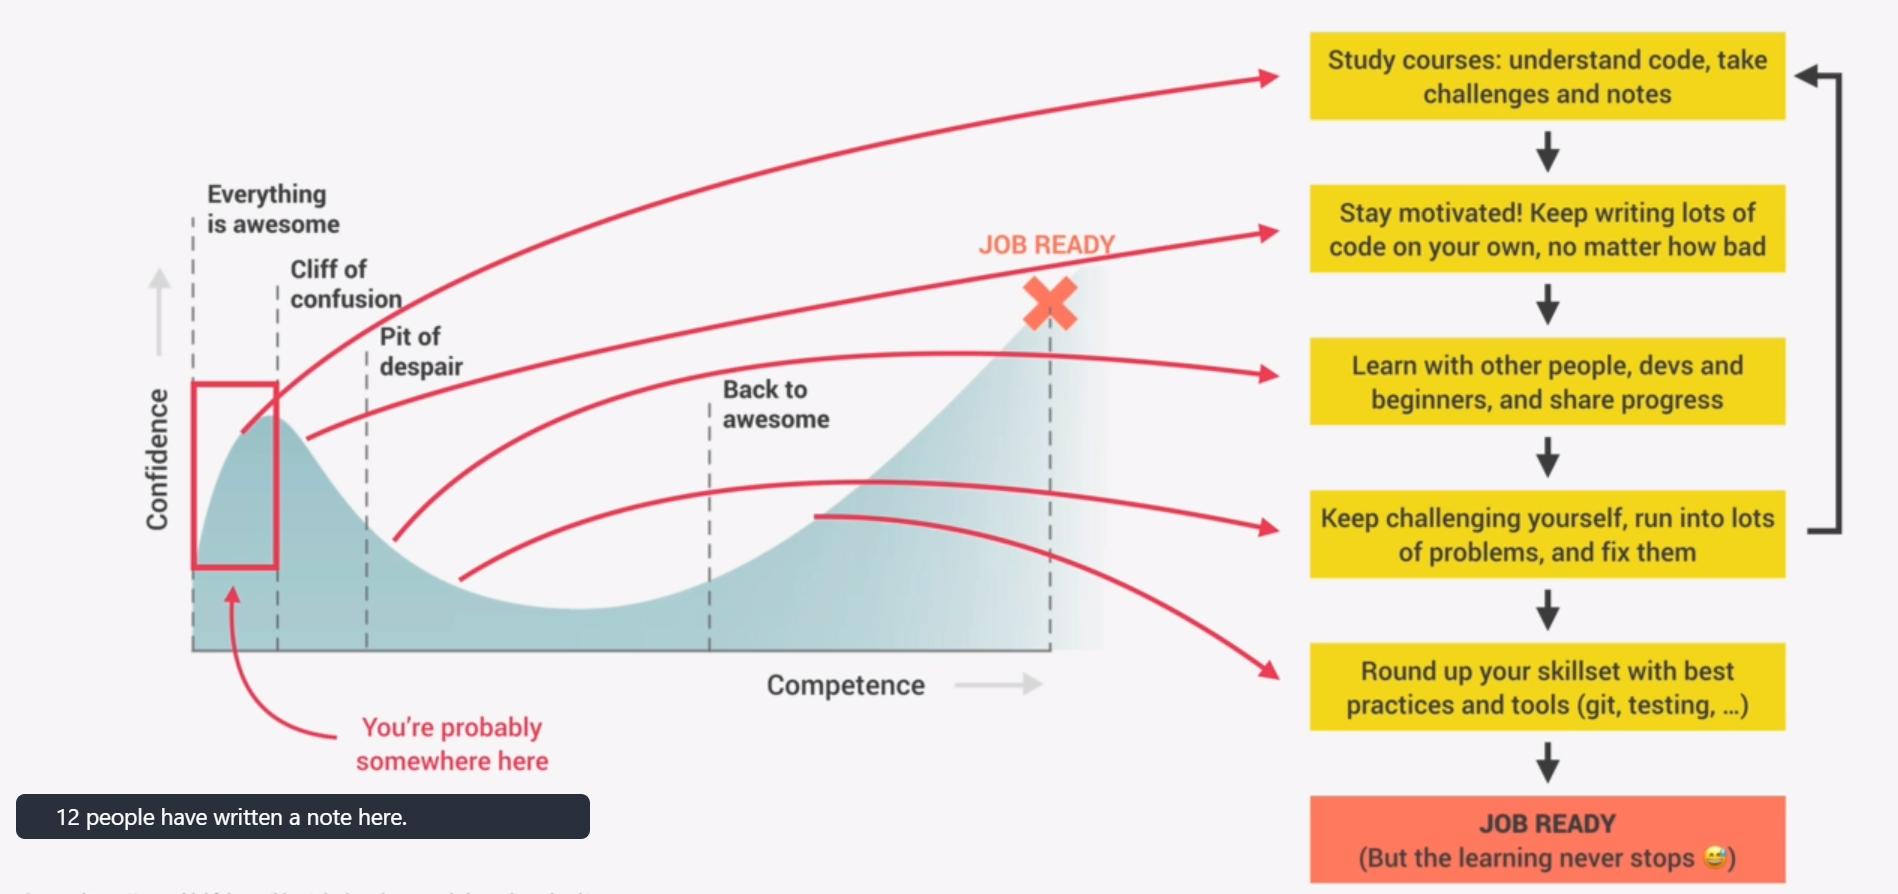 Everything
is awesome
Cliff of
confusion
Pit of
despair
Back to
awesome
JOB READY
Confidence
Competence
You're probably
somewhere here
Study courses: understand code, take
challenges and notes
Stay motivated! Keep writing lots of
code on your own, no matter how bad
Learn with other people, devs and
beginners, and share progress
Keep challenging yourself, run into lots
of problems, and fix them
Round up your skillset with best
practices and tools (git, testing, ...)
JOB READY
(But the learning never stops 😅)
12 people have written a note here.